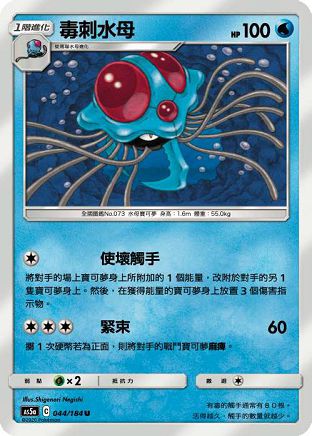 1階進化
毒刺水母
HP100
從瑪瑙水母進化
全國圖鑑No.073 水母寶可夢 身高：1.6m 體重：55.0kg
使壞觸手
將對手的場上寶可夢身上所附加的1個能量，改附於對手的另1
隻寶可夢身上。然後，在獲得能量的寶可夢身上放置3個傷害指
示物。
緊束 60
擲1次硬幣若為正面，則將對手的戰鬥寶可夢麻痺。
弱點 ×2 抵抗力 撤退
Illus.Shigenori Negishi
AS5a C 044/184 U
©2020 Pokémon
有毒的觸手通常有80根。
活得越久，觸手的數量就越少。